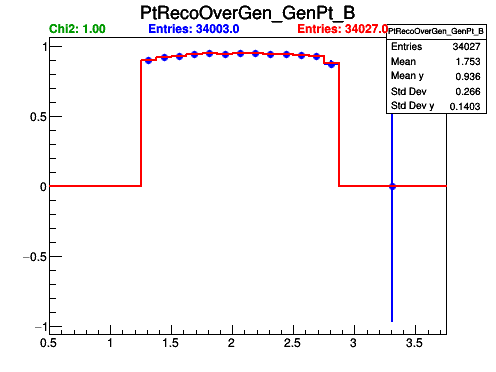 PtRecoOverGen_GenPt_B
Chi2: 1.00 Entries: 34003.0 Entries: 34027.0
PtRecoOverGen_GenPt_B
Entries 34027
Mean 1.753
Mean y 0.936
Std Dev 0.266
Std Dev y 0.1403
1
0.5
0
−0.5
−1
0.5 1 1.5 2 2.5 3 3.5